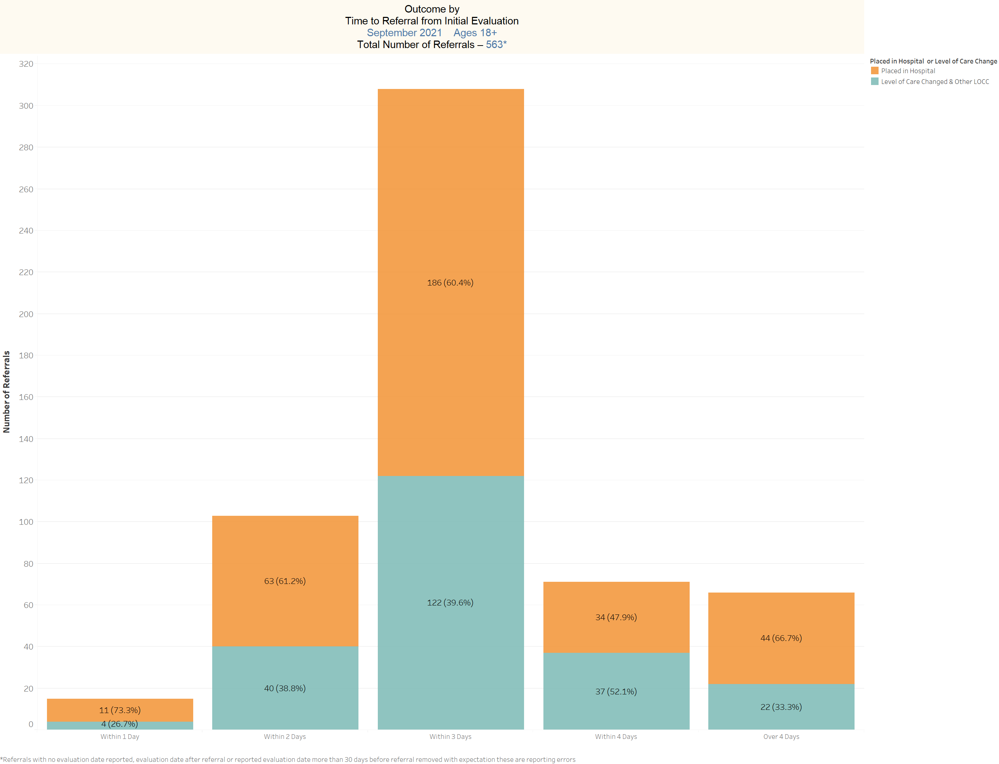 Outcome by
Time to Referral from Initial Evaluation
September 2021 Ages 18+
Total Number of Referrals – 563*
Placed in Hospital or Level of Care Change
Placed in Hospital
Level of Care Changed & Other LOCC
Number of Referrals
320
300
280
260
240
220
200
180
160
140
120
100
80
60
40
20
0
11 (73.3%)
4 (26.7%)
63 (61.2%)
40 (38.8%)
186 (60.4%)
122 (39.6%)
34 (47.9%)
37 (52.1%)
44 (66.7%)
22 (33.3%)
Within 1 Day
Within 2 Days
Within 3 Days
Within 4 Days
Over 4 Days
*Referrals with no evaluation date reported, evaluation date after referral or reported evaluation date more than 30 days before referral removed with expectation these are reporting errors